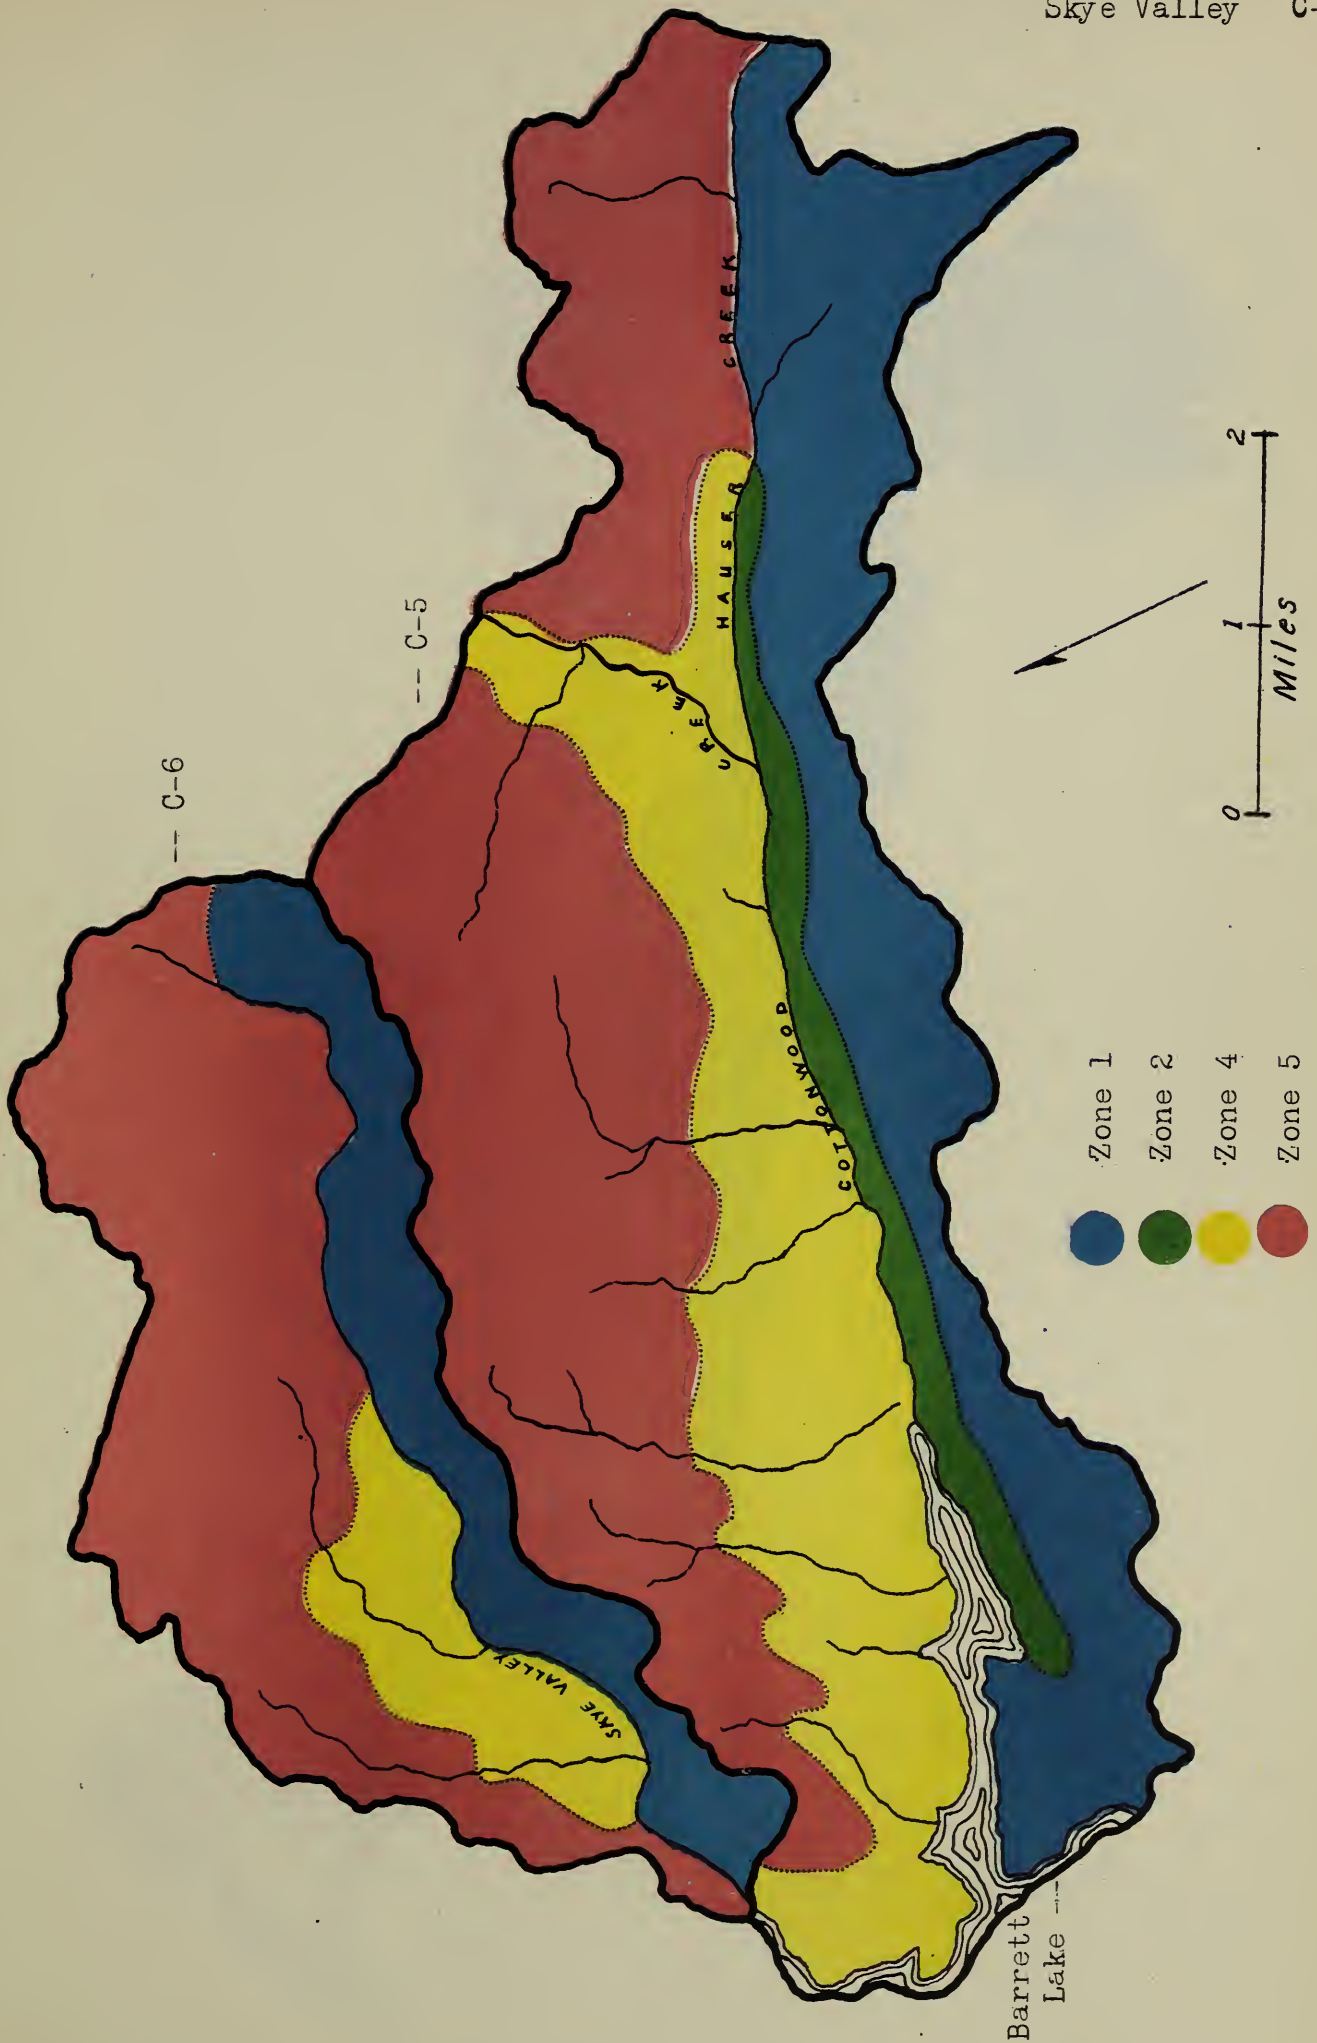 Skye Valley C-
-- C-6
-- C-5
CREEK
HAUSER
CREEK
COTTONWOOD
SKYE VALLEY
Barrett
Lake --
0 1 2
Miles
Zone 1
Zone 2
Zone 4
Zone 5